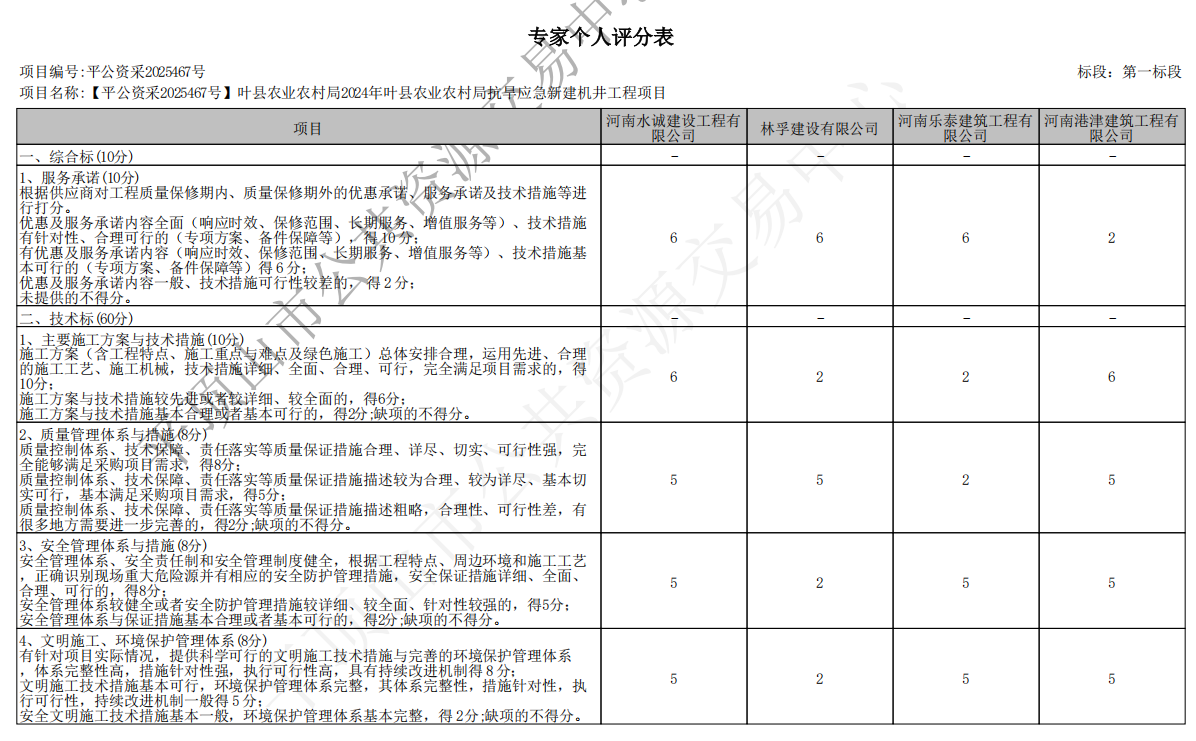 专家个人评分表
项目编号:平公资采2025467号
标段：第一标段
项目名称:【平公资采2025467号】叶县农业农村局2024年叶县农业农村局抗旱应急新建机井工程项目
项目
河南水诚建设工程有
限公司
林孚建设有限公司
河南乐泰建筑工程有
限公司
河南港津建筑工程有
限公司
一、综合标(10分)
– – – –
1、服务承诺(10分)
根据供应商对工程质量保修期内、质量保修期外的优惠承诺、服务承诺及技术措施等进
行打分。
优惠及服务承诺内容全面（响应时效、保修范围、长期服务、增值服务等）、技术措施
有针对性、合理可行的（专项方案、备件保障等），得 10 分；
有优惠及服务承诺内容（响应时效、保修范围、长期服务、增值服务等）、技术措施基
本可行的（专项方案、备件保障等）得 6 分；
优惠及服务承诺内容一般、技术措施可行性较差的， 得 2 分；
未提供的不得分。
6 6 6 2
二、技术标(60分)
– – – –
1、主要施工方案与技术措施(10分)
施工方案（含工程特点、施工重点与难点及绿色施工）总体安排合理，运用先进、合理
的施工工艺、施工机械，技术措施详细、全面、合理、可行，完全满足项目需求的，得
10分；
施工方案与技术措施较先进或者较详细、较全面的，得6分；
施工方案与技术措施基本合理或者基本可行的，得2分;缺项的不得分。
6 2 2 6
2、质量管理体系与措施(8分)
质量控制体系、技术保障、责任落实等质量保证措施合理、详尽、切实、可行性强，完
全能够满足采购项目需求，得8分；
质量控制体系、技术保障、责任落实等质量保证措施描述较为合理、较为详尽、基本切
实可行，基本满足采购项目需求，得5分；
质量控制体系、技术保障、责任落实等质量保证措施描述粗略，合理性、可行性差，有
很多地方需要进一步完善的，得2分;缺项的不得分。
5 5 2 5
3、安全管理体系与措施(8分)
安全管理体系、安全责任制和安全管理制度健全，根据工程特点、周边环境和施工工艺
，正确识别现场重大危险源并有相应的安全防护管理措施，安全保证措施详细、全面、
合理、可行的，得8分；
安全管理体系较健全或者安全防护管理措施较详细、较全面、针对性较强的，得5分；
安全管理体系与保证措施基本合理或者基本可行的，得2分;缺项的不得分。
5 2 5 5
4、文明施工、环境保护管理体系(8分)
有针对项目实际情况，提供科学可行的文明施工技术措施与完善的环境保护管理体系
，体系完整性高，措施针对性强，执行可行性高，具有持续改进机制得 8 分；
文明施工技术措施基本可行，环境保护管理体系完整，其体系完整性，措施针对性，执
行可行性，持续改进机制一般得 5 分；
安全文明施工技术措施基本一般，环境保护管理体系基本完整，得 2 分;缺项的不得分。
5 2 5 5
平顶山市公共资源交易中心
平顶山市公共资源交易中心